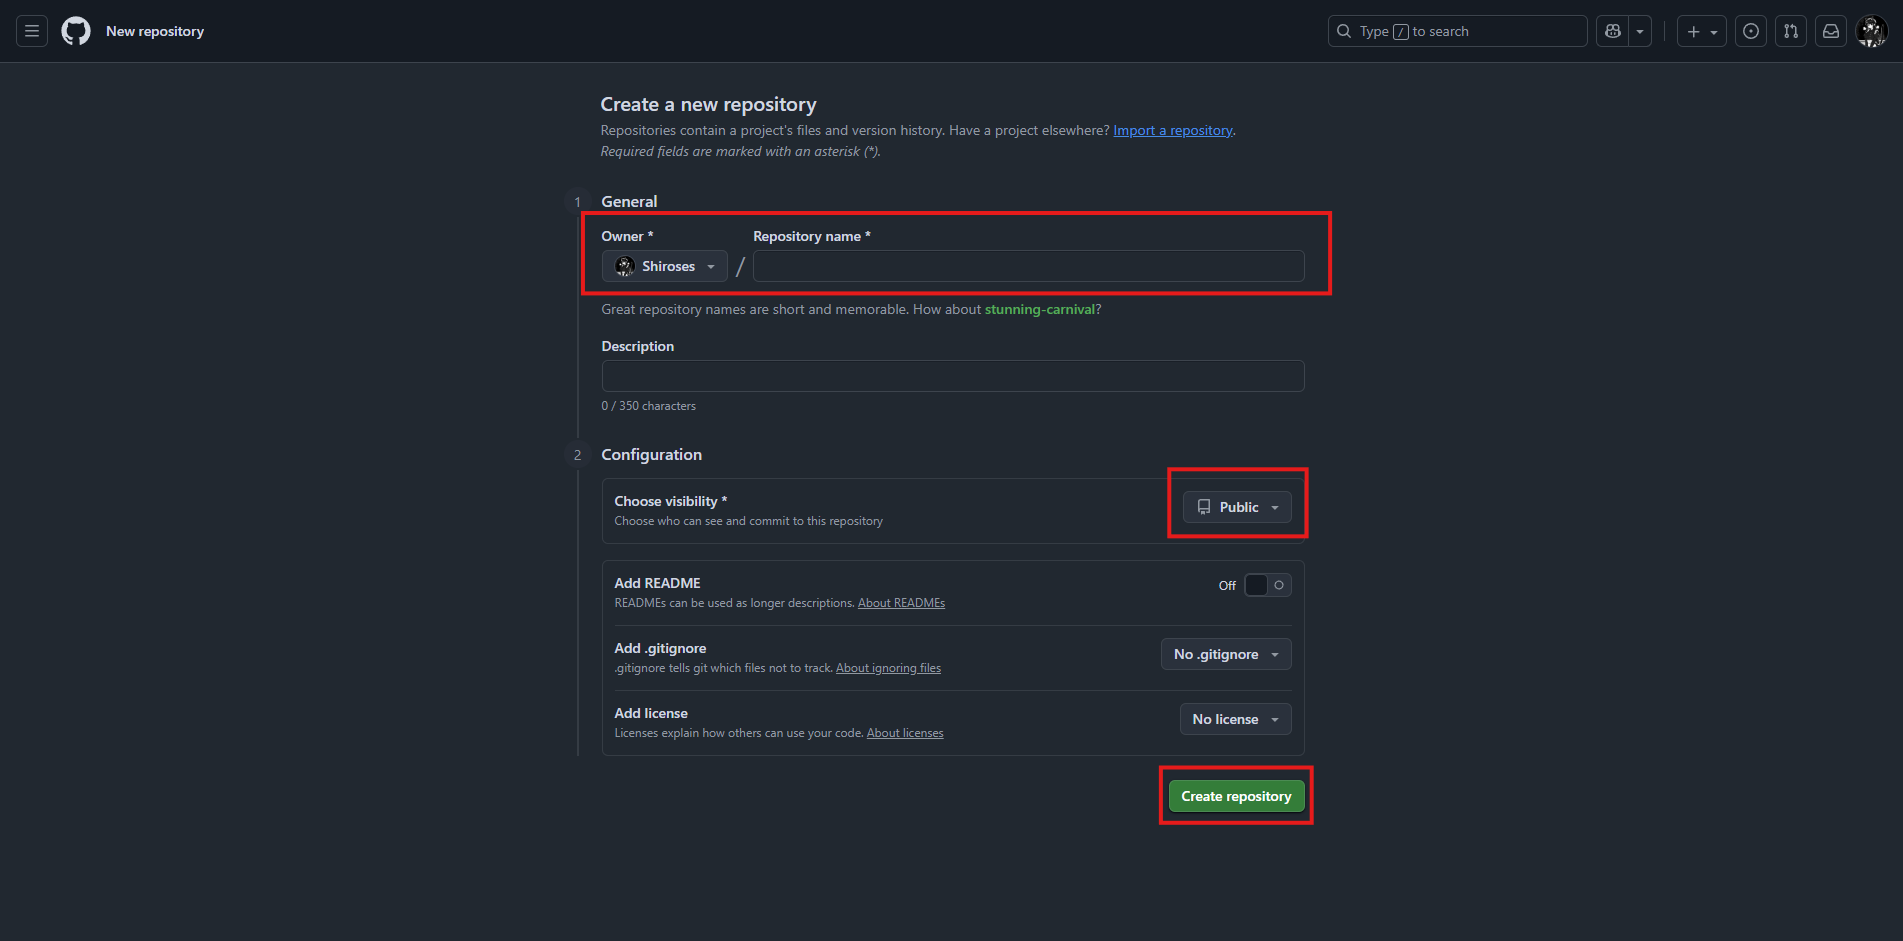 New repository
Type / to search
Create a new repository
Repositories contain a project's files and version history. Have a project elsewhere? Import a repository.
Required fields are marked with an asterisk (*).
1 General
Owner * Repository name *
Shiroses /
Great repository names are short and memorable. How about stunning-carnival?
Description
0 / 350 characters
2 Configuration
Choose visibility *
Choose who can see and commit to this repository
Public
Add README
READMEs can be used as longer descriptions. About READMEs
Off
Add .gitignore
.gitignore tells git which files not to track. About ignoring files
No .gitignore
Add license
Licenses explain how others can use your code. About licenses
No license
Create repository